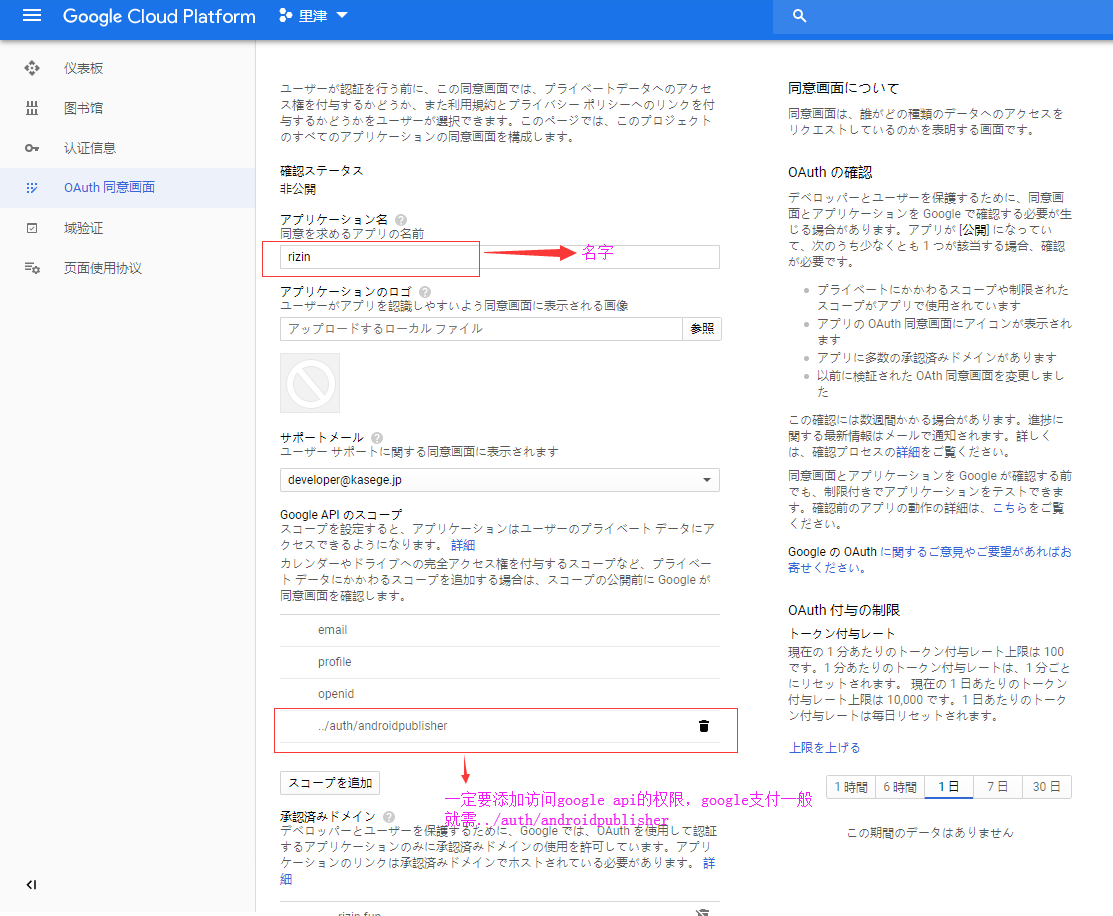 Google Cloud Platform
里津
仪表板
图书馆
认证信息
OAuth 同意画面
域验证
页面使用协议
ユーザーが認証を行う前に、この同意画面では、プライベートデータへのアクセ
ス権を付与するかどうか、また利用規約とプライバシー ポリシーへのリンクを付
与するかどうかをユーザーが選択できます。このページでは、このプロジェクト
のすべてのアプリケーションの同意画面を構成します。
確認ステータス
非公開
アプリケーション名
同意を求めるアプリの名前
rizin
名字
アプリケーションのロゴ
ユーザーがアプリを認識しやすいよう同意画面に表示される画像
アップロードするローカル ファイル
参照
サポートメール
ユーザー サポートに関する同意画面に表示されます
developer@kasege.jp
Google API のスコープ
スコープを設定すると、アプリケーションはユーザーのプライベート データにア
クセスできるようになります。 詳細
カレンダーやドライブへの完全アクセス権を付与するスコープなど、プライベー
ト データにかかわるスコープを追加する場合は、スコープの公開前に Google が
同意画面を確認します。
email
profile
openid
../auth/androidpublisher
スコープを追加
一定要添加访问google api的权限，google支付一般
就需../auth/androidpublisher
承認済みドメイン
デベロッパーとユーザーを保護するために、Google では、OAuth を使用して認証
するアプリケーションのみに承認済みドメインの使用を許可しています。アプリ
ケーションのリンクは承認済みドメインでホストされている必要があります。 詳
細
rizin.fun
同意画面について
同意画面は、誰がどの種類のデータへのアクセスを
リクエストしているのかを表明する画面です。
OAuth の確認
デベロッパーとユーザーを保護するために、同意画
面とアプリケーションを Google で確認する必要が生
じる場合があります。アプリが [公開] になってい
て、次のうち少なくとも 1 つが該当する場合、確認
が必要です。
プライベートにかかわるスコープや制限された
スコープがアプリで使用されています
アプリの OAuth 同意画面にアイコンが表示され
ます
アプリに多数の承認済みドメインがあります
以前に検証された OAth 同意画面を変更しまし
た
この確認には数週間かかる場合があります。進捗に
関する最新情報はメールで通知されます。詳しく
は、確認プロセスの詳細をご覧ください。
同意画面とアプリケーションを Google が確認する前
でも、制限付きでアプリケーションをテストできま
す。確認前のアプリの動作の詳細は、こちらをご覧
ください。
Google の OAuth に関するご意見やご要望があればお
寄せください。
OAuth 付与の制限
トークン付与レート
現在の 1 分あたりのトークン付与レート上限は 100
です。1 分あたりのトークン付与レートは、1 分ごと
にリセットされます。 現在の 1 日あたりのトークン
付与レート上限は 10,000 です。1 日あたりのトーク
ン付与レートは毎日リセットされます。
上限を上げる
1 時間 6 時間 1 日 7 日 30 日
この期間のデータはありません